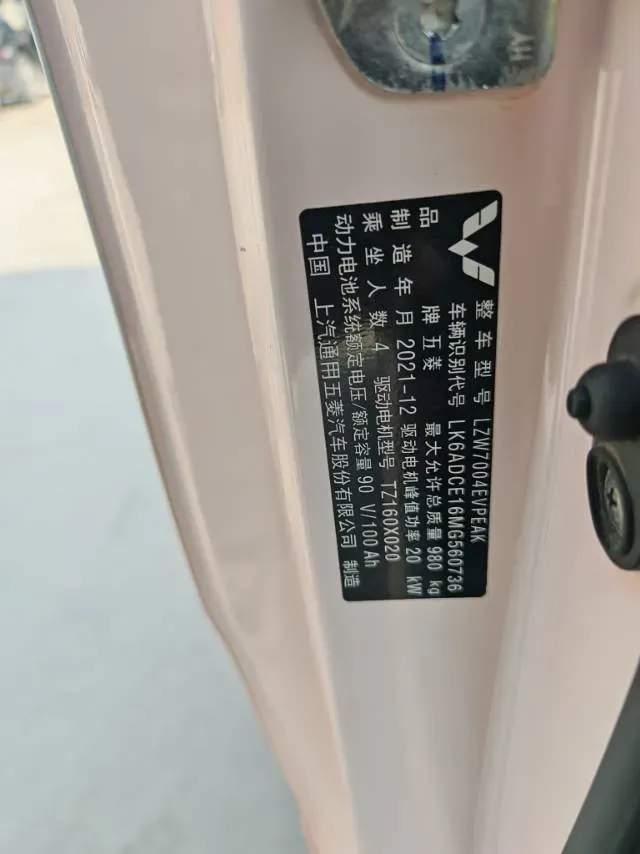 整车型号 LZW7004EVPEAK
车辆识别代号 LK6ADCE16MG560736
品牌 五菱 最大允许总质量 980 kg
制造年月 2021-12 驱动电机峰值功率 20 kW
乘坐人数 4 驱动电机型号 TZ160X020
动力电池系统额定电压/额定容量 90 V/100 Ah
中国 上汽通用五菱汽车股份有限公司 制造